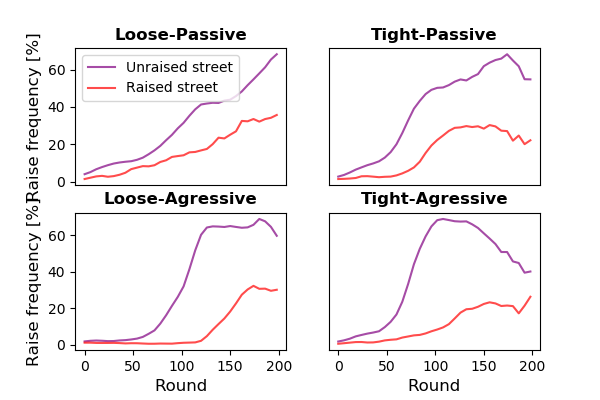 Loose-Passive
Tight-Passive
Raise frequency [%]
60
40
20
0
Unraised street
Raised street
Loose-Agressive
Tight-Agressive
Raise frequency [%]
60
40
20
0
0 50 100 150 200
0 50 100 150 200
Round
Round